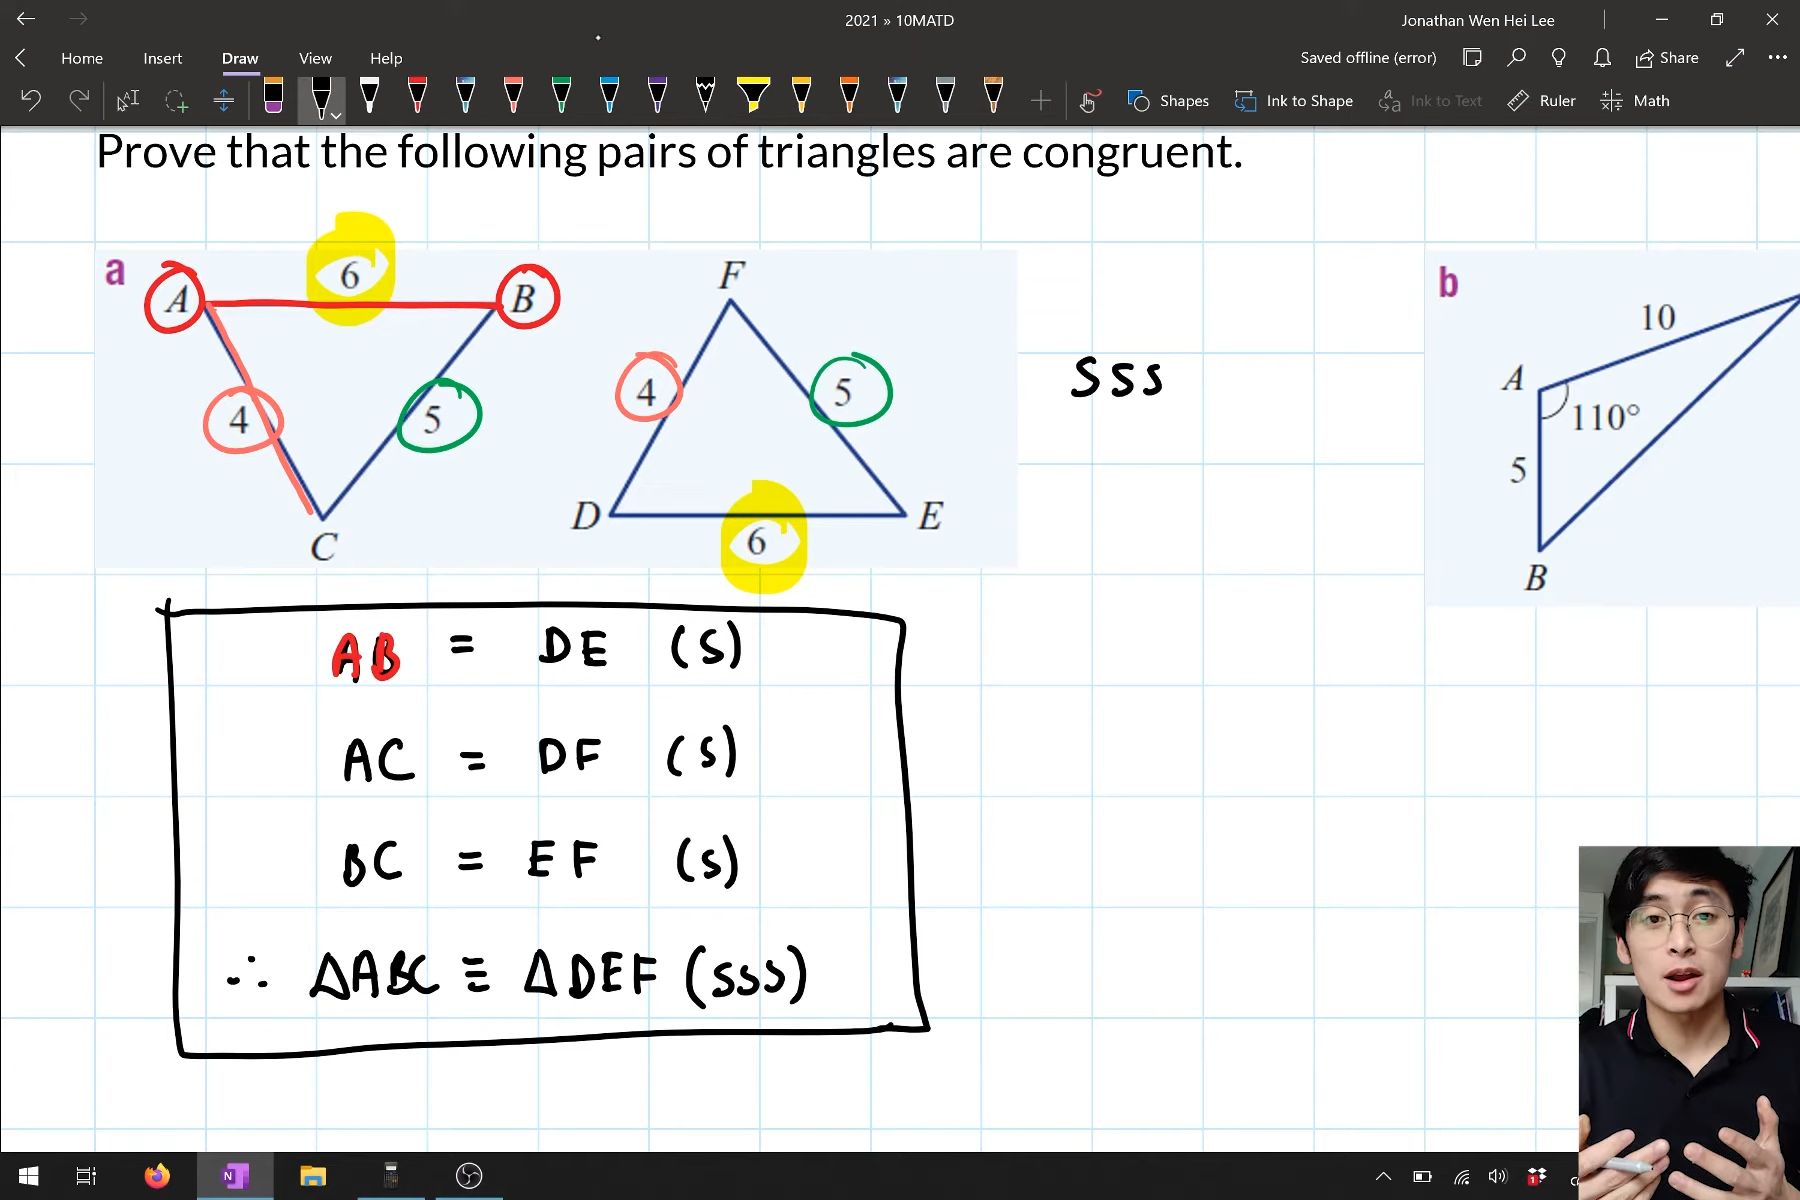 2021 » 10MATD
Jonathan Wen Hei Lee
Home Insert Draw View Help
Saved offline (error)
Share
Shapes
Ink to Shape
Ink to Text
Ruler
Math
Prove that the following pairs of triangles are congruent.
a
A
6
B
4
5
C
F
4
5
D
6
E
SSS
b
10
A
110°
5
B
AB = DE (S)
AC = DF (S)
BC = EF (S)
∴ △ABC ≡ △DEF (SSS)